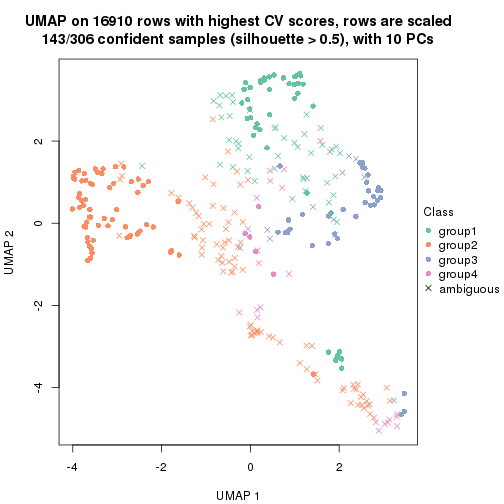 UMAP on 16910 rows with highest CV scores, rows are scaled
143/306 confident samples (silhouette > 0.5), with 10 PCs
2
0
-2
-4
UMAP 2
-4
-2
0
2
UMAP 1
Class
group1
group2
group3
group4
ambiguous